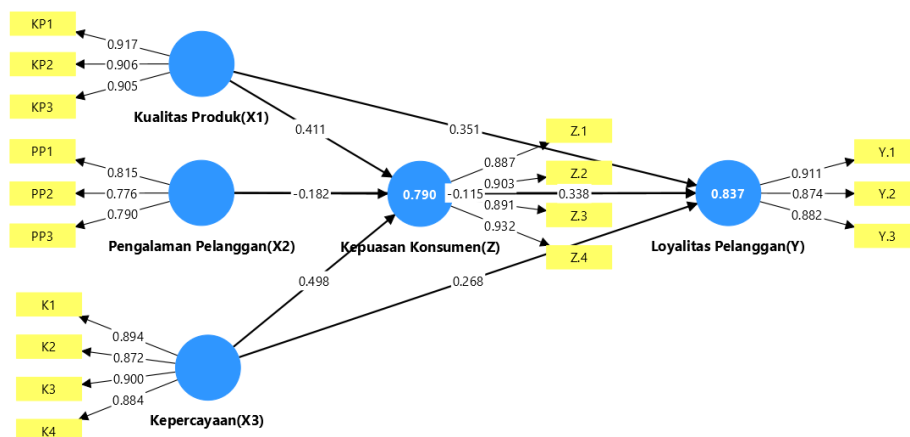 KP1
0.917
KP2
0.906
KP3
0.905
Kualitas Produk(X1)
0.411
0.351
PP1
0.815
PP2
0.776
PP3
0.790
Pengalaman Pelanggan(X2)
-0.182
0.790
-0.115
0.338
Kepuasan Konsumen(Z)
Z.1
0.887
Z.2
0.903
Z.3
0.891
Z.4
0.932
0.837
Loyalitas Pelanggan(Y)
Y.1
0.911
Y.2
0.874
Y.3
0.882
0.498
0.268
K1
0.894
K2
0.872
K3
0.900
K4
0.884
Kepercayaan(X3)